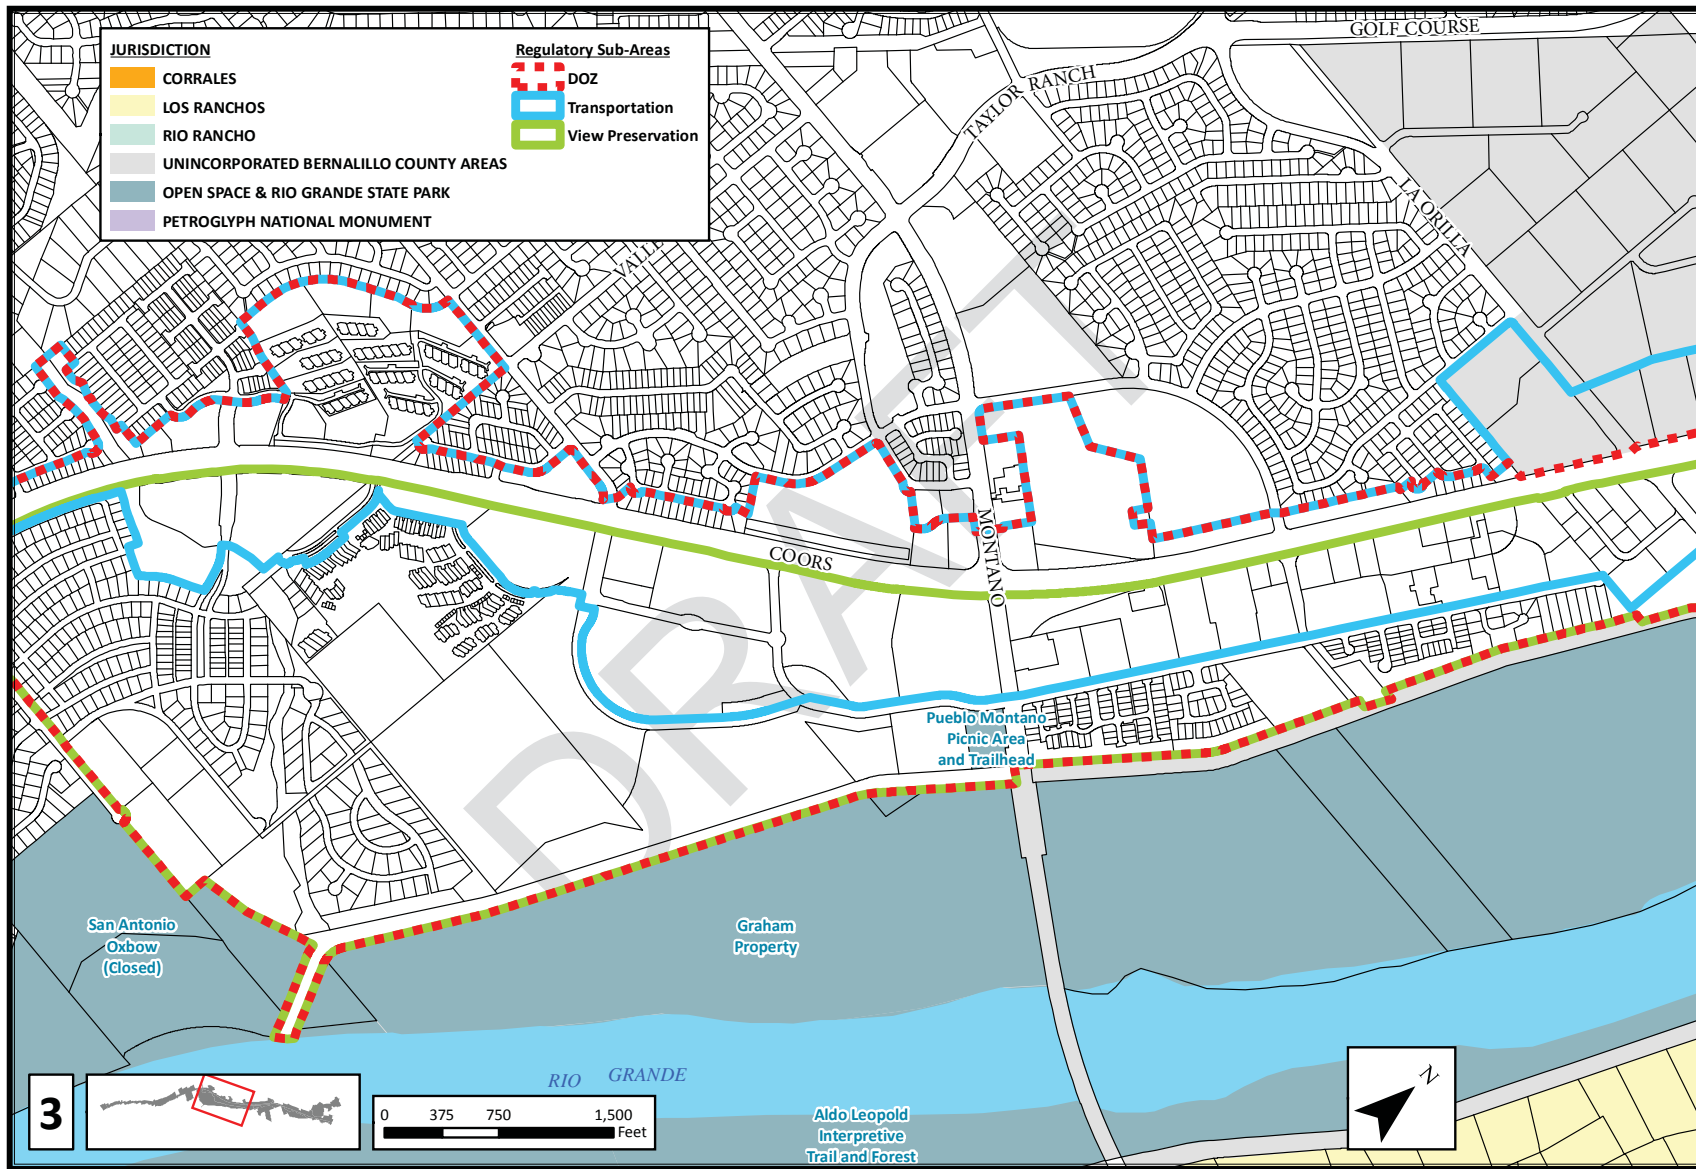 GOLF COURSE
JURISDICTION
CORRALES
LOS RANCHOS
RIO RANCHO
UNINCORPORATED BERNALILLO COUNTY AREAS
OPEN SPACE & RIO GRANDE STATE PARK
PETROGLYPH NATIONAL MONUMENT
Regulatory Sub-Areas
DOZ
Transportation
View Preservation
TAYLOR RANCH
LA ORILLA
COORS
MONTANO
DRAFT
Pueblo Montano
Picnic Area
and Trailhead
San Antonio
Oxbow
(Closed)
Graham
Property
RIO GRANDE
Aldo Leopold
Interpretive
Trail and Forest
3
0 375 750 1,500
Feet
N